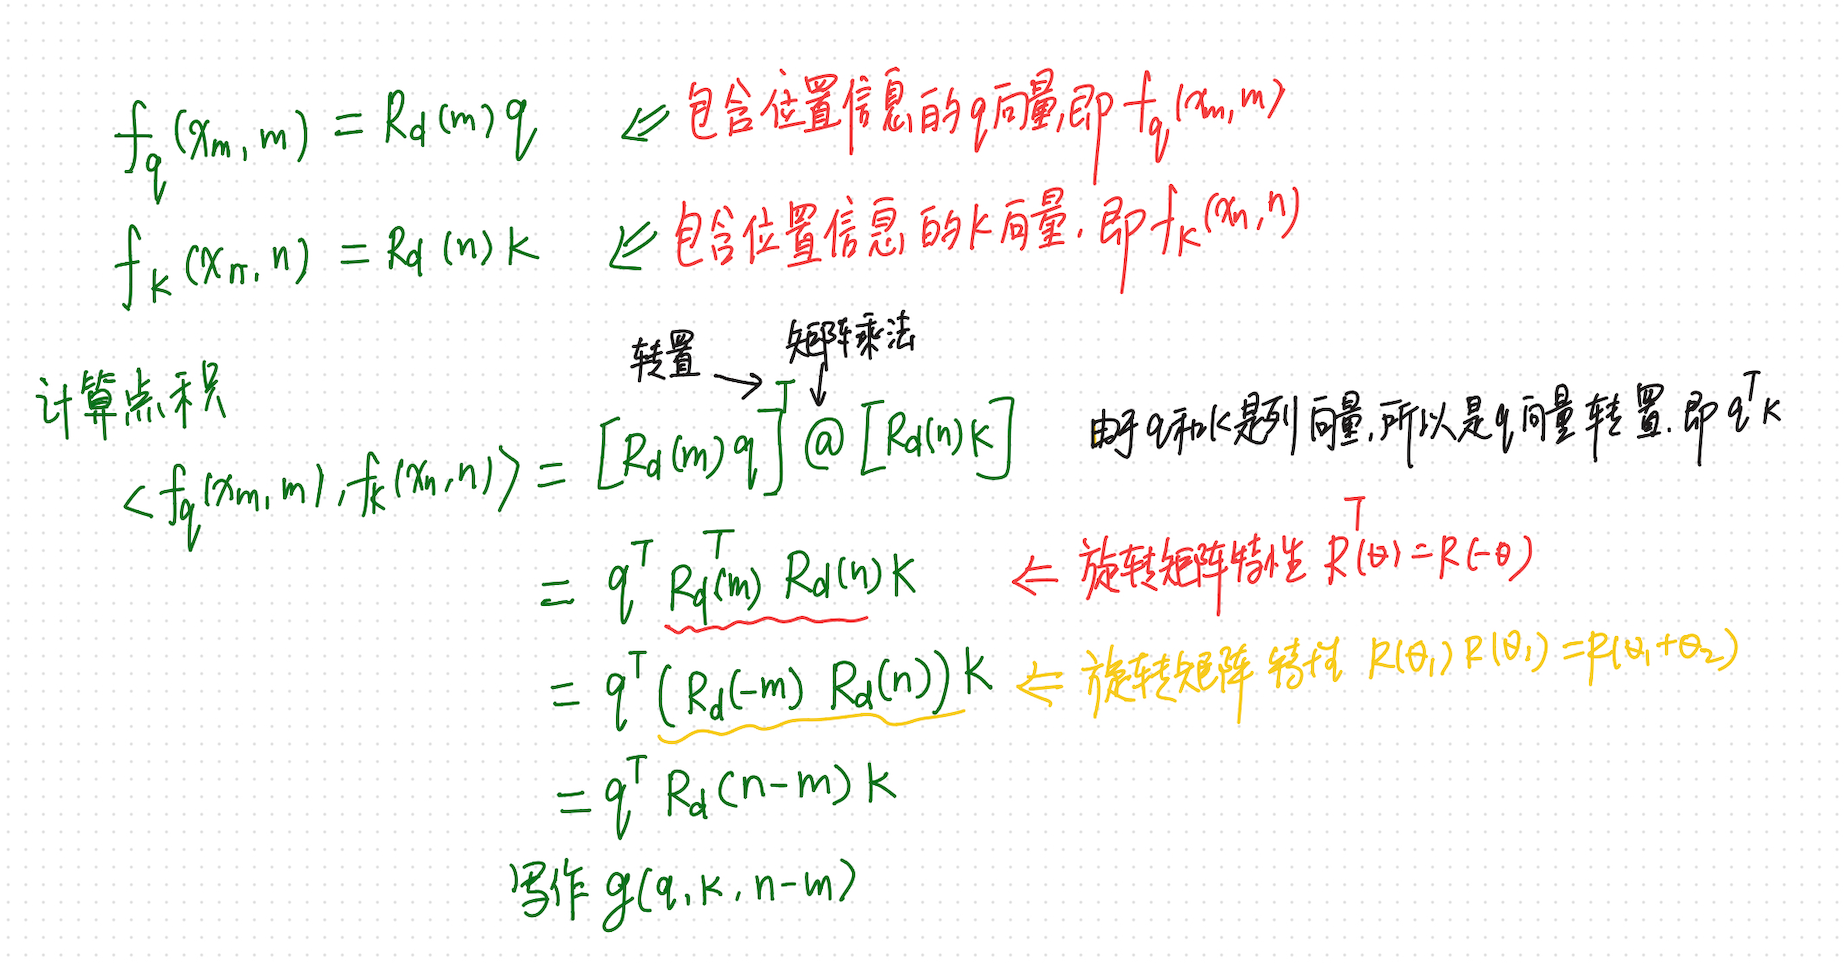 f_q(x_m, m) = R_d(m) q ⇐ 包含位置信息的q向量,即 f_q(x_m, m)
f_k(x_n, n) = R_d(n) k ⇐ 包含位置信息的k向量.即 f_k(x_n, n)
转置 → 矩阵乘法 ↓
计算点积
<f_q(x_m, m), f_k(x_n, n)> = [R_d(m) q]^T @ [R_d(n) k] 由于q和k是列向量,所以是q向量转置.即 q^T k
= q^T R_d^T(m) R_d(n) k ⇐ 旋转矩阵特性 R^T(θ) = R(-θ)
= q^T (R_d(-m) R_d(n)) k ⇐ 旋转矩阵特性 R(θ_1) R(θ_1) = R(θ_1+θ_2)
= q^T R_d(n-m) k
写作 g(q, k, n-m)